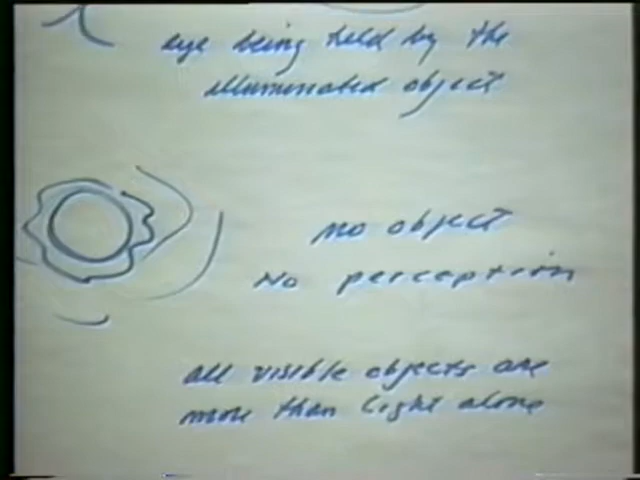 eye being held by the
illuminated object
no object
No perception
all visible objects are
more than light alone